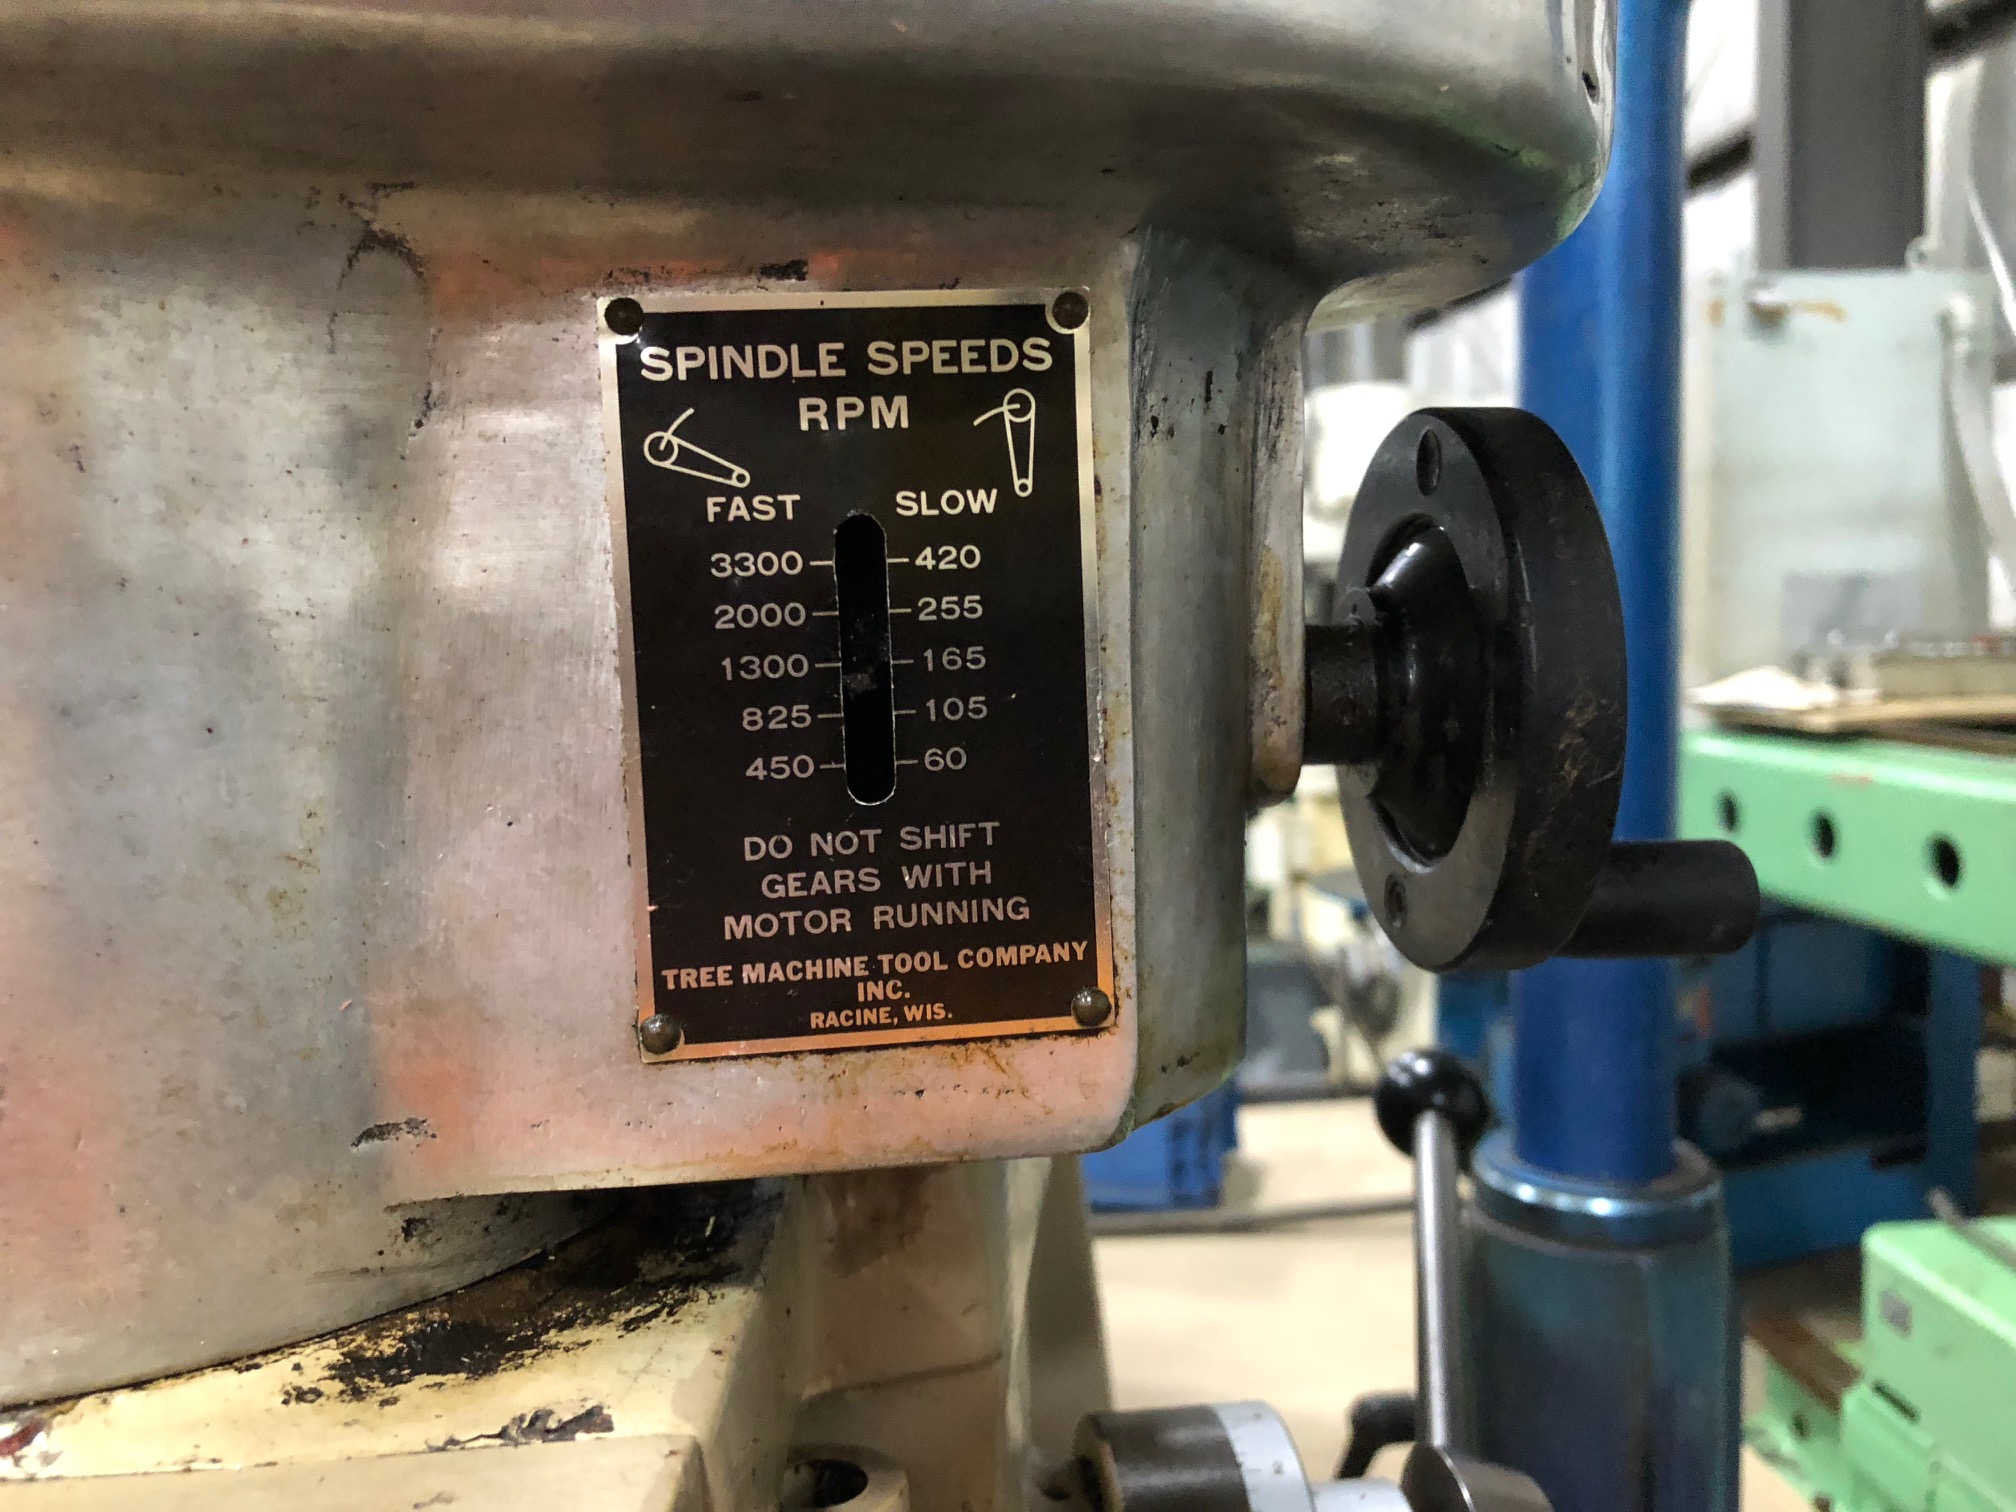 SPINDLE SPEEDS
RPM
FAST SLOW
3300 420
2000 255
1300 165
825 105
450 60
DO NOT SHIFT
GEARS WITH
MOTOR RUNNING
TREE MACHINE TOOL COMPANY
INC.
RACINE, WIS.